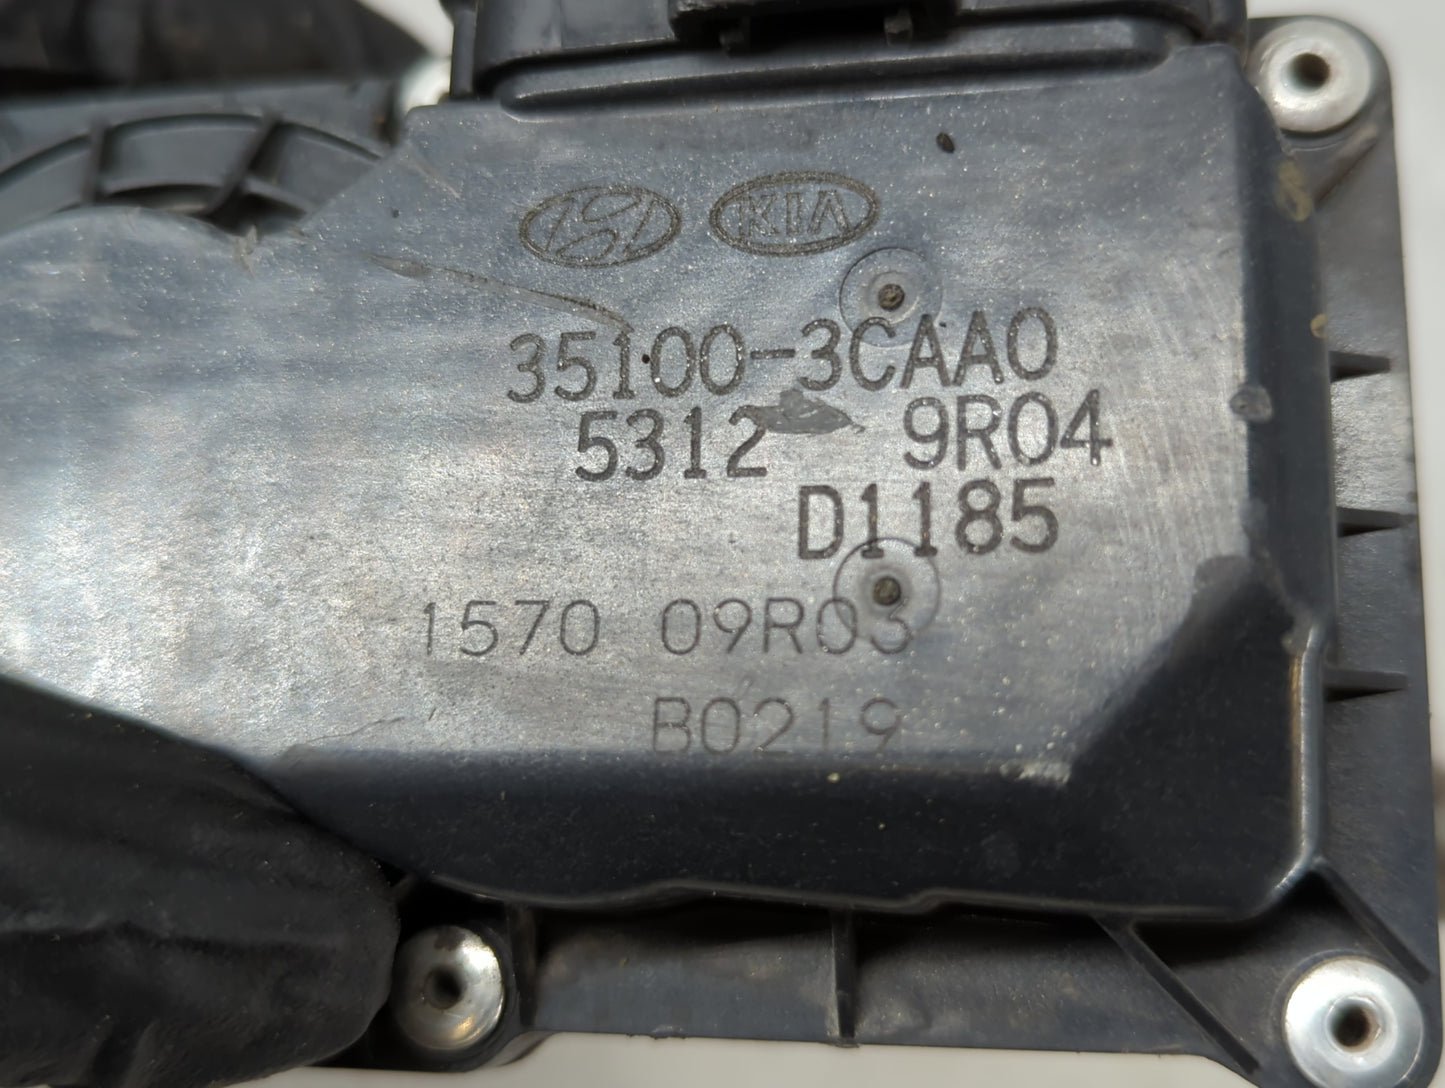 KIA
35100-3CAA0
5312 9R04
D1185
1570 09R03
B0219